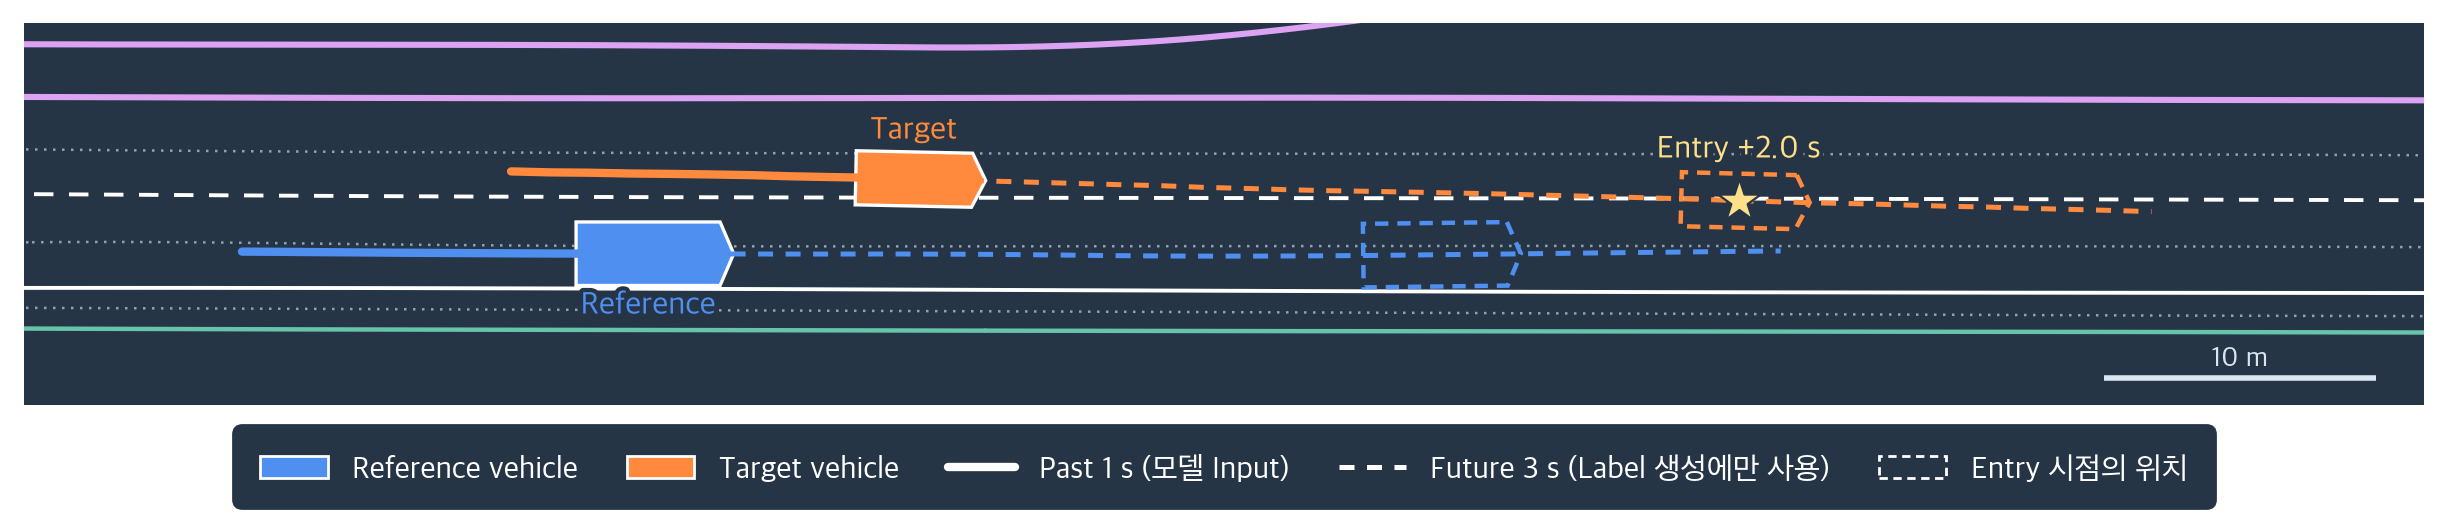 Target
Entry +2.0 s
Reference
10 m
Reference vehicle
Target vehicle
Past 1 s (모델 Input)
Future 3 s (Label 생성에만 사용)
Entry 시점의 위치